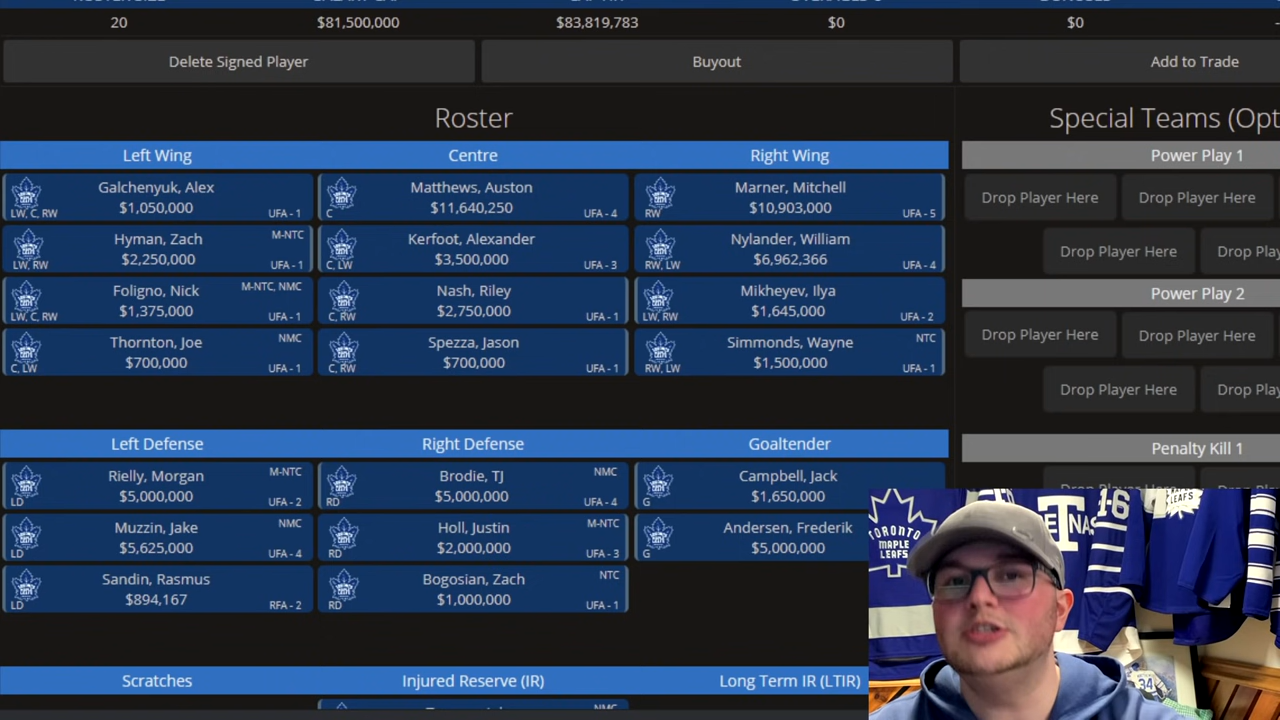 20 $81,500,000 $83,819,783 $0 $0
Delete Signed Player Buyout Add to Trade
Roster Special Teams (Opt
Left Wing Centre Right Wing Power Play 1
Galchenyuk, Alex Matthews, Auston Marner, Mitchell Drop Player Here Drop Player Here
$1,050,000 $11,640,250 $10,903,000
LW, C, RW UFA - 1 C UFA - 4 RW UFA - 5
Hyman, Zach M-NTC Kerfoot, Alexander Nylander, William Drop Player Here Drop Play
$2,250,000 $3,500,000 $6,962,366
LW, RW UFA - 1 C, LW UFA - 3 RW, LW UFA - 4
Foligno, Nick M-NTC, NMC Nash, Riley Mikheyev, Ilya Power Play 2
$1,375,000 $2,750,000 $1,645,000
LW, C, RW UFA - 1 C, RW UFA - 1 LW, RW UFA - 2
Thornton, Joe NMC Spezza, Jason Simmonds, Wayne NTC Drop Player Here Drop Player Here
$700,000 $700,000 $1,500,000
C, LW UFA - 1 C, RW UFA - 1 RW, LW UFA - 1
Drop Player Here Drop Play
Left Defense Right Defense Goaltender Penalty Kill 1
Rielly, Morgan M-NTC Brodie, TJ NMC Campbell, Jack
$5,000,000 $5,000,000 $1,650,000
LD UFA - 2 RD UFA - 4 G
Muzzin, Jake NMC Holl, Justin M-NTC Andersen, Frederik
$5,625,000 $2,000,000 $5,000,000
LD UFA - 4 RD UFA - 3 G
Sandin, Rasmus Bogosian, Zach NTC
$894,167 $1,000,000
LD RFA - 2 RD UFA - 1
Scratches Injured Reserve (IR) Long Term IR (LTIR)
NMC
TORONTO
MAPLE
LEAFS
16
MAPLE
LEAFS
34